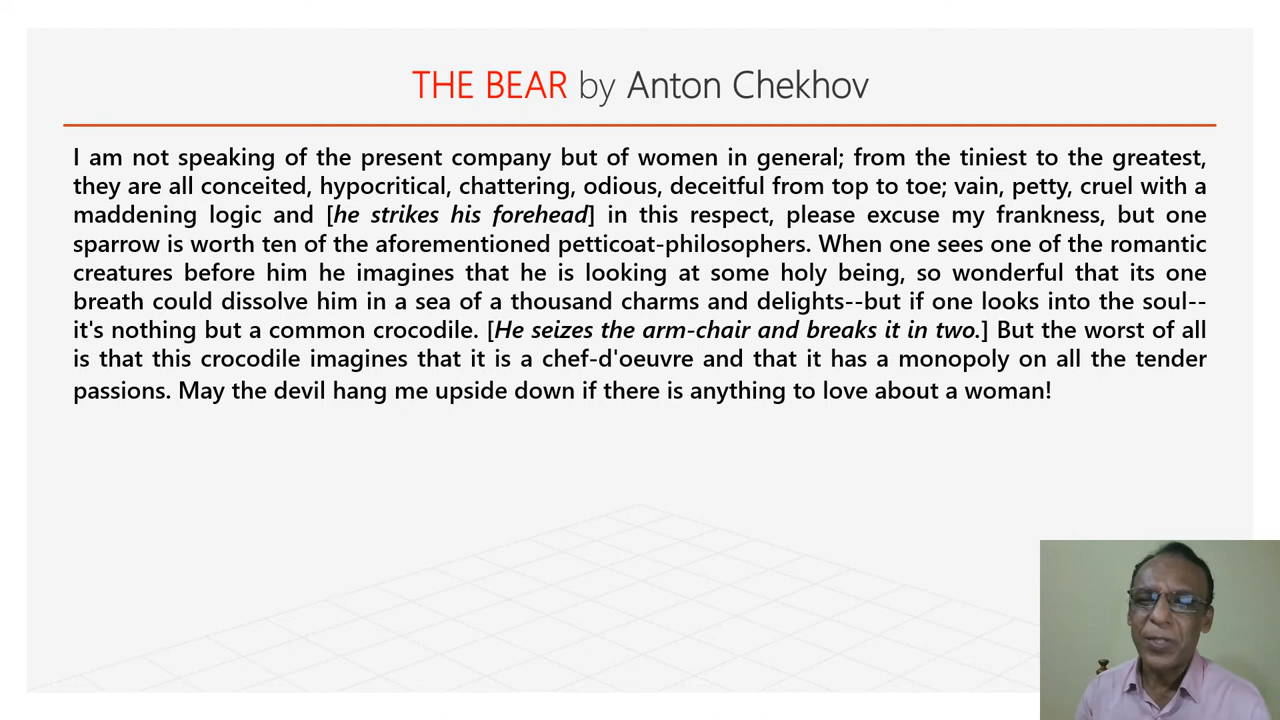 THE BEAR by Anton Chekhov
I am not speaking of the present company but of women in general; from the tiniest to the greatest,
they are all conceited, hypocritical, chattering, odious, deceitful from top to toe; vain, petty, cruel with a
maddening logic and [he strikes his forehead] in this respect, please excuse my frankness, but one
sparrow is worth ten of the aforementioned petticoat-philosophers. When one sees one of the romantic
creatures before him he imagines that he is looking at some holy being, so wonderful that its one
breath could dissolve him in a sea of a thousand charms and delights--but if one looks into the soul--
it's nothing but a common crocodile. [He seizes the arm-chair and breaks it in two.] But the worst of all
is that this crocodile imagines that it is a chef-d'oeuvre and that it has a monopoly on all the tender
passions. May the devil hang me upside down if there is anything to love about a woman!